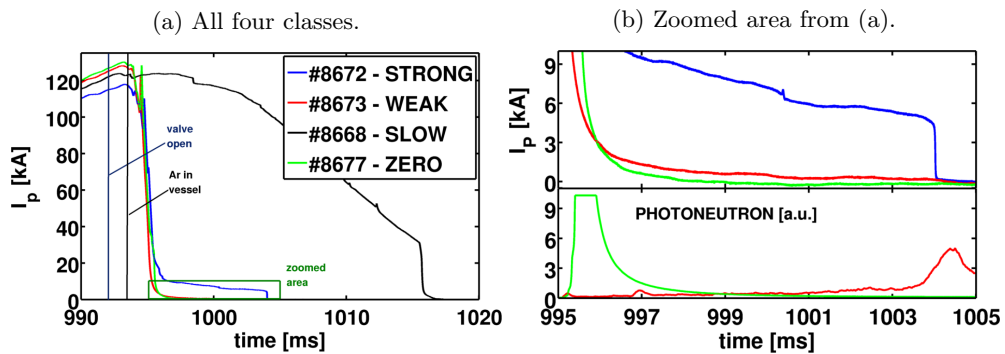 (a) All four classes.
(b) Zoomed area from (a).
120
100
80
60
40
20
0
I_p [kA]
valve
open
Ar in
vessel
#8672 - STRONG
#8673 - WEAK
#8668 - SLOW
#8677 - ZERO
zoomed
area
990
1000
1010
1020
time [ms]
9
6
3
0
I_p [kA]
PHOTONEUTRON [a.u.]
9
6
3
0
995
997
999
1001
1003
1005
time [ms]